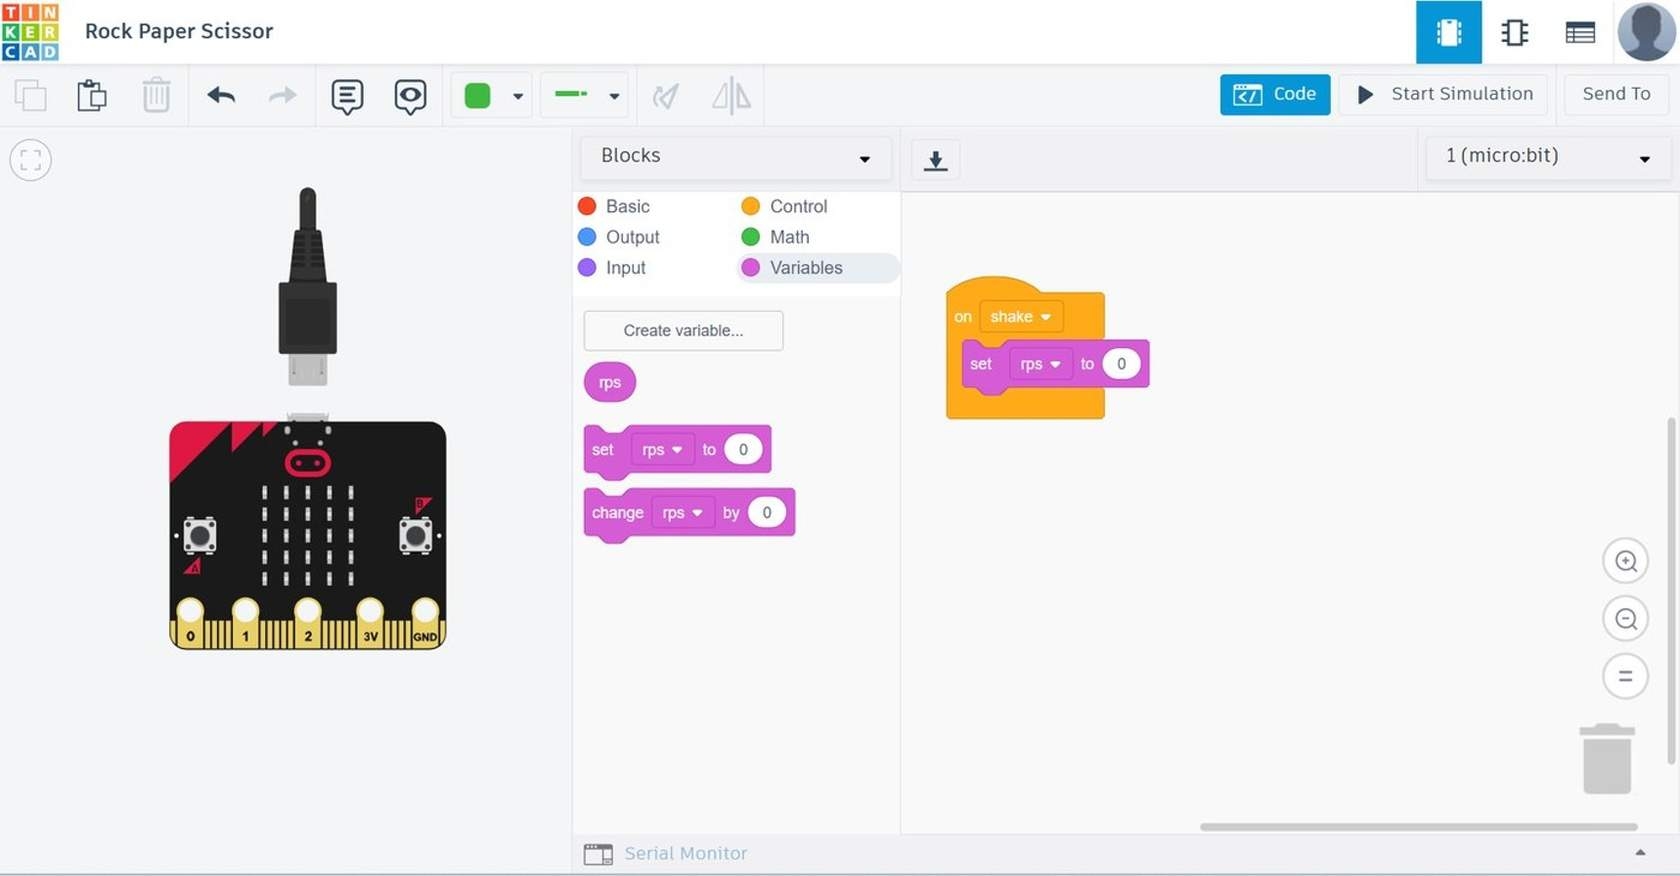 TIN
KER
CAD
Rock Paper Scissor
Code
Start Simulation
Send To
Blocks
1 (micro:bit)
Basic
Control
Output
Math
Input
Variables
Create variable...
rps
set rps to 0
change rps by 0
on shake
set rps to 0
A
B
0 1 2 3V GND
Serial Monitor